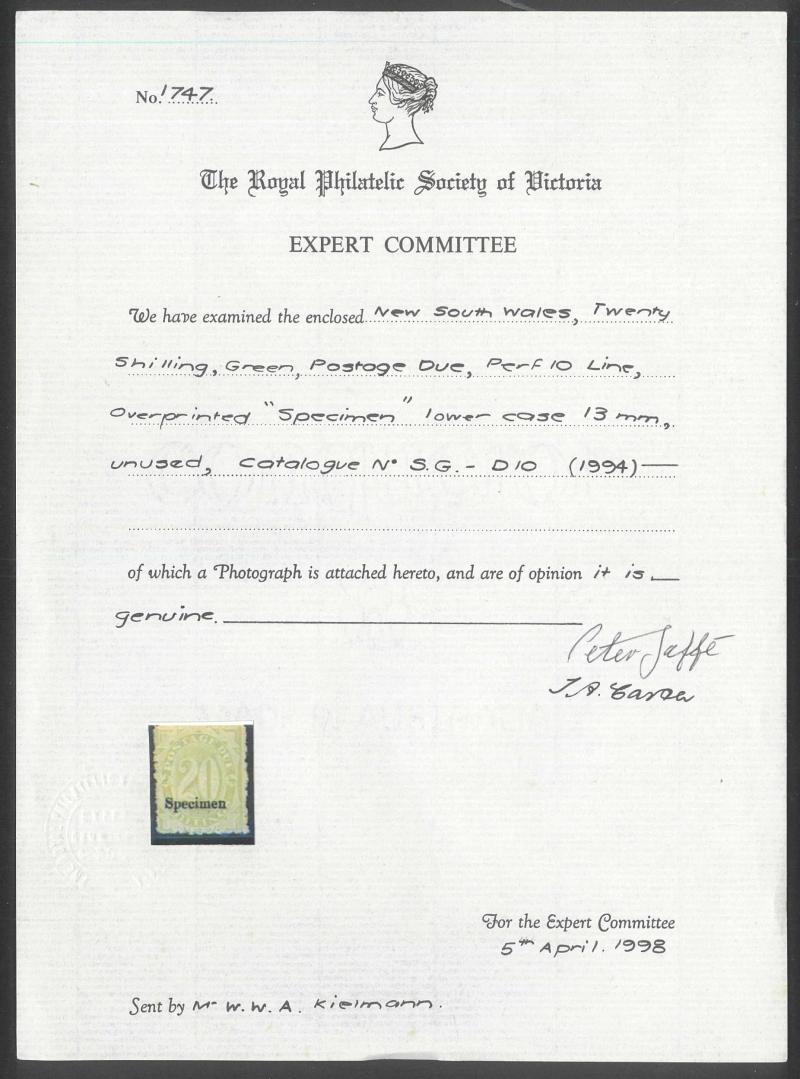 No. 1747.
The Royal Philatelic Society of Victoria
EXPERT COMMITTEE
We have examined the enclosed New South Wales, Twenty
Shilling, Green, Postage Due, Perf 10 Line,
Overprinted "Specimen" lower case 13 mm,
unused, Catalogue No S.G. - D10 (1994)
of which a Photograph is attached hereto, and are of opinion it is
genuine.
Peter Jaffé
POSTAGE DUE
20
Specimen
For the Expert Committee
5th April. 1998
Sent by Mr W. W. A. Kielmann.